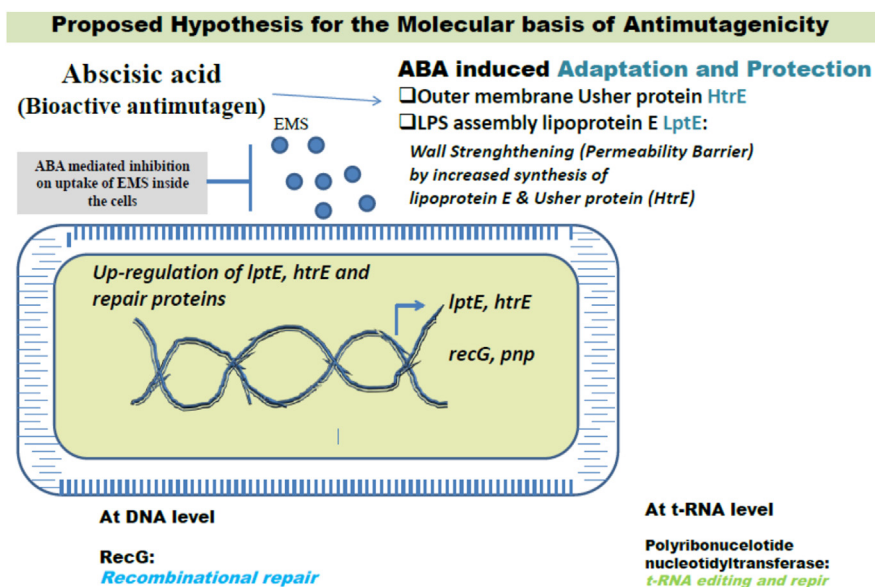 Proposed Hypothesis for the Molecular basis of Antimutagenicity
Abscisic acid
(Bioactive antimutagen)
ABA induced Adaptation and Protection
❑Outer membrane Usher protein HtrE
❑LPS assembly lipoprotein E LptE:
Wall Strenghthening (Permeability Barrier)
by increased synthesis of
lipoprotein E & Usher protein (HtrE)
EMS
ABA mediated inhibition
on uptake of EMS inside
the cells
Up-regulation of lptE, htrE and
repair proteins
lptE, htrE
recG, pnp
At DNA level
RecG:
Recombinational repair
At t-RNA level
Polyribonucelotide
nucleotidyltransferase:
t-RNA editing and repir